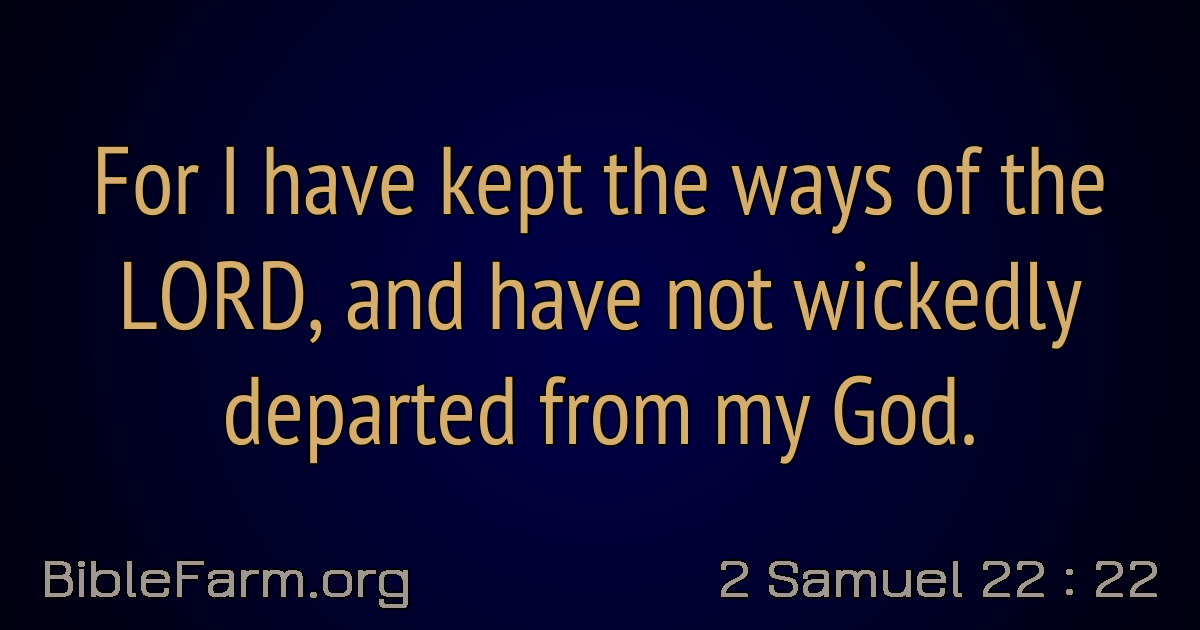 For I have kept the ways of the
LORD, and have not wickedly
departed from my God.
BibleFarm.org
2 Samuel 22 : 22